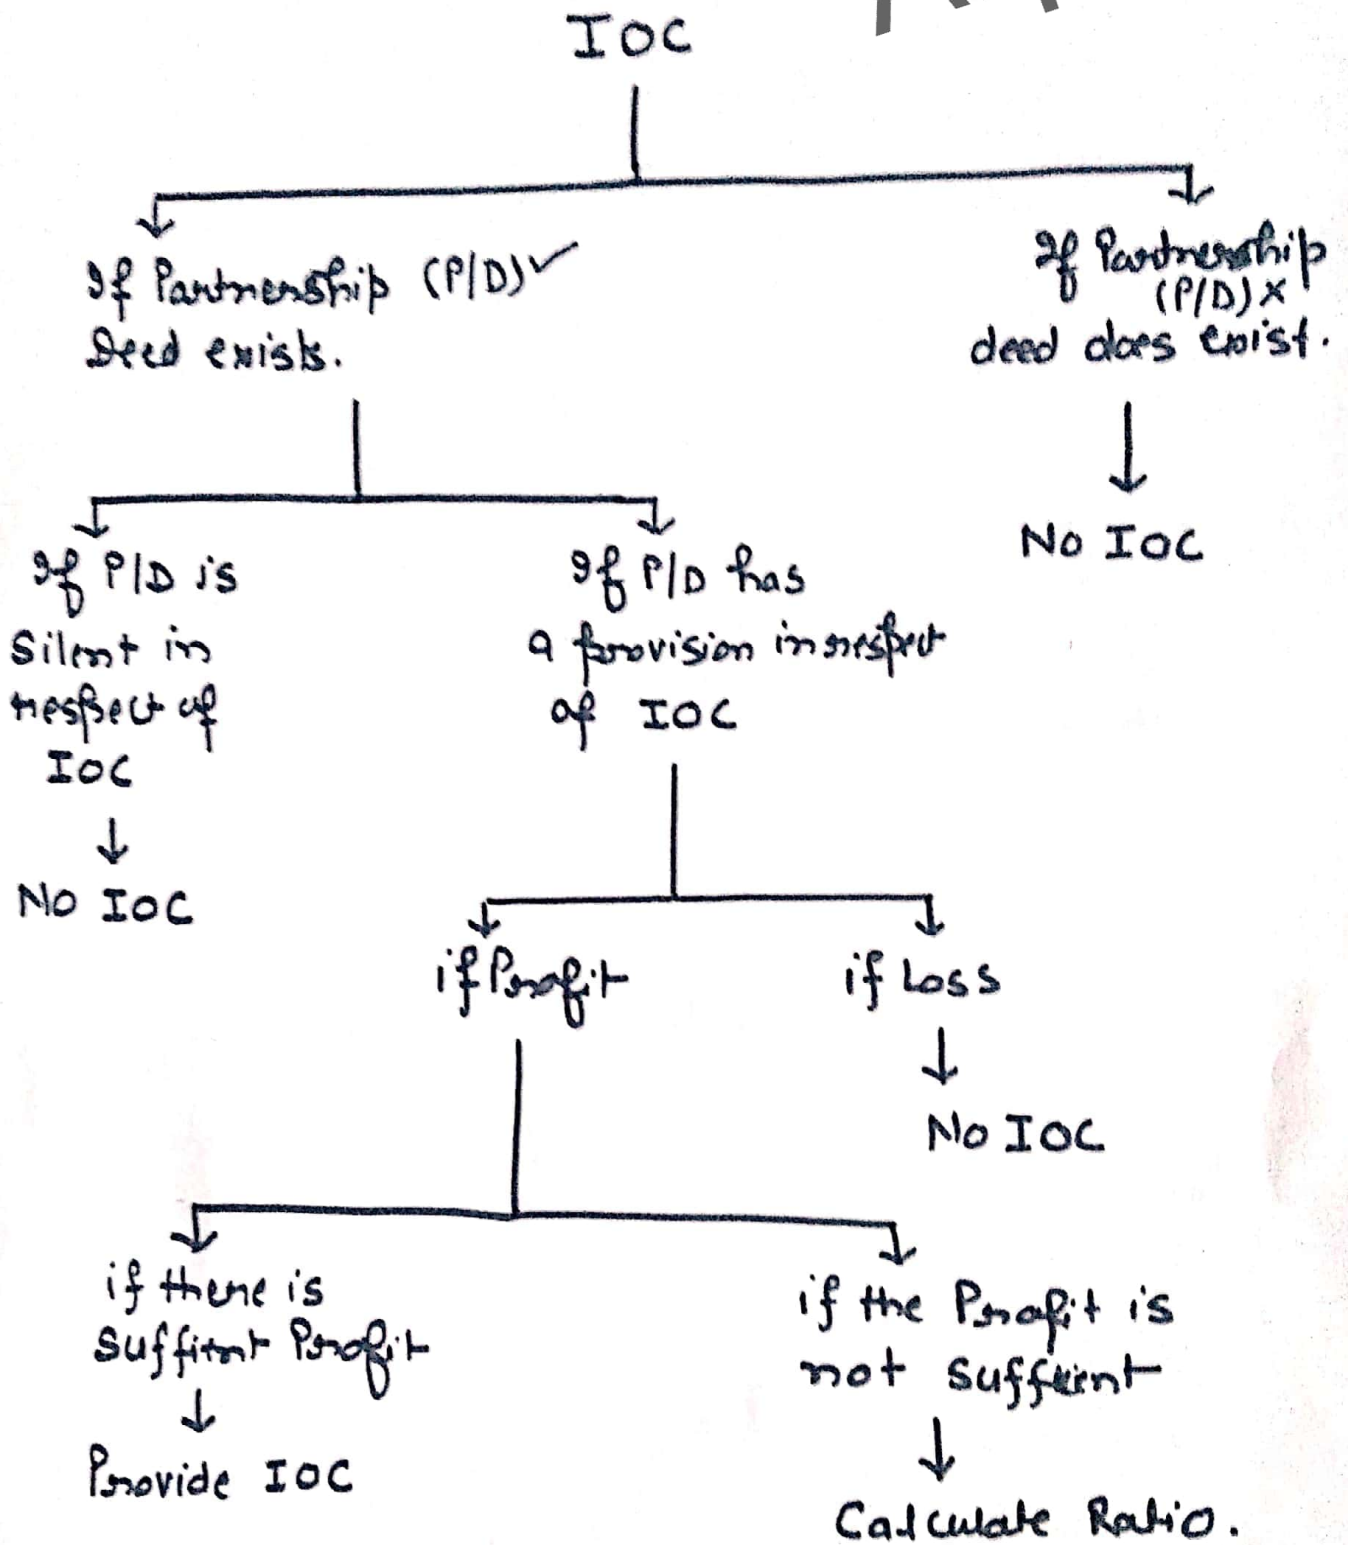 IOC
If Partnership (P/D)✓
Deed exists.
If Partnership
(P/D)×
deed does exist.
No IOC
If P/D is
Silent in
respect of
IOC
No IOC
If P/D has
a provision in respect
of IOC
if Profit
if Loss
No IOC
if there is
suffient Profit
Provide IOC
if the Profit is
not suffient
Calculate Ratio.